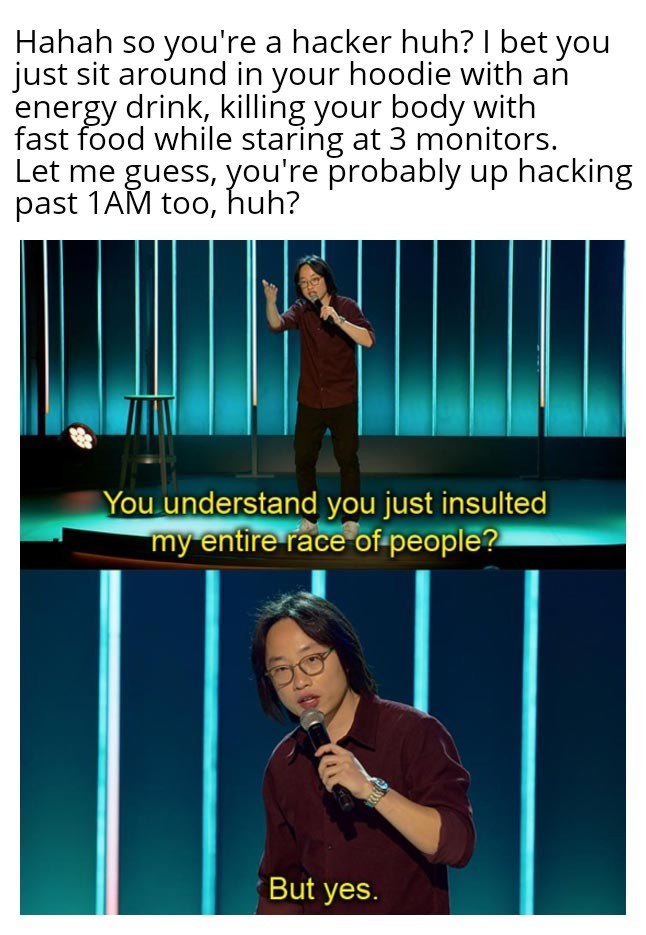 Hahah so you're a hacker huh? I bet you
just sit around in your hoodie with an
energy drink, killing your body with
fast food while staring at 3 monitors.
Let me guess, you're probably up hacking
past 1AM too, huh?
You understand you just insulted
my entire race of people?
But yes.